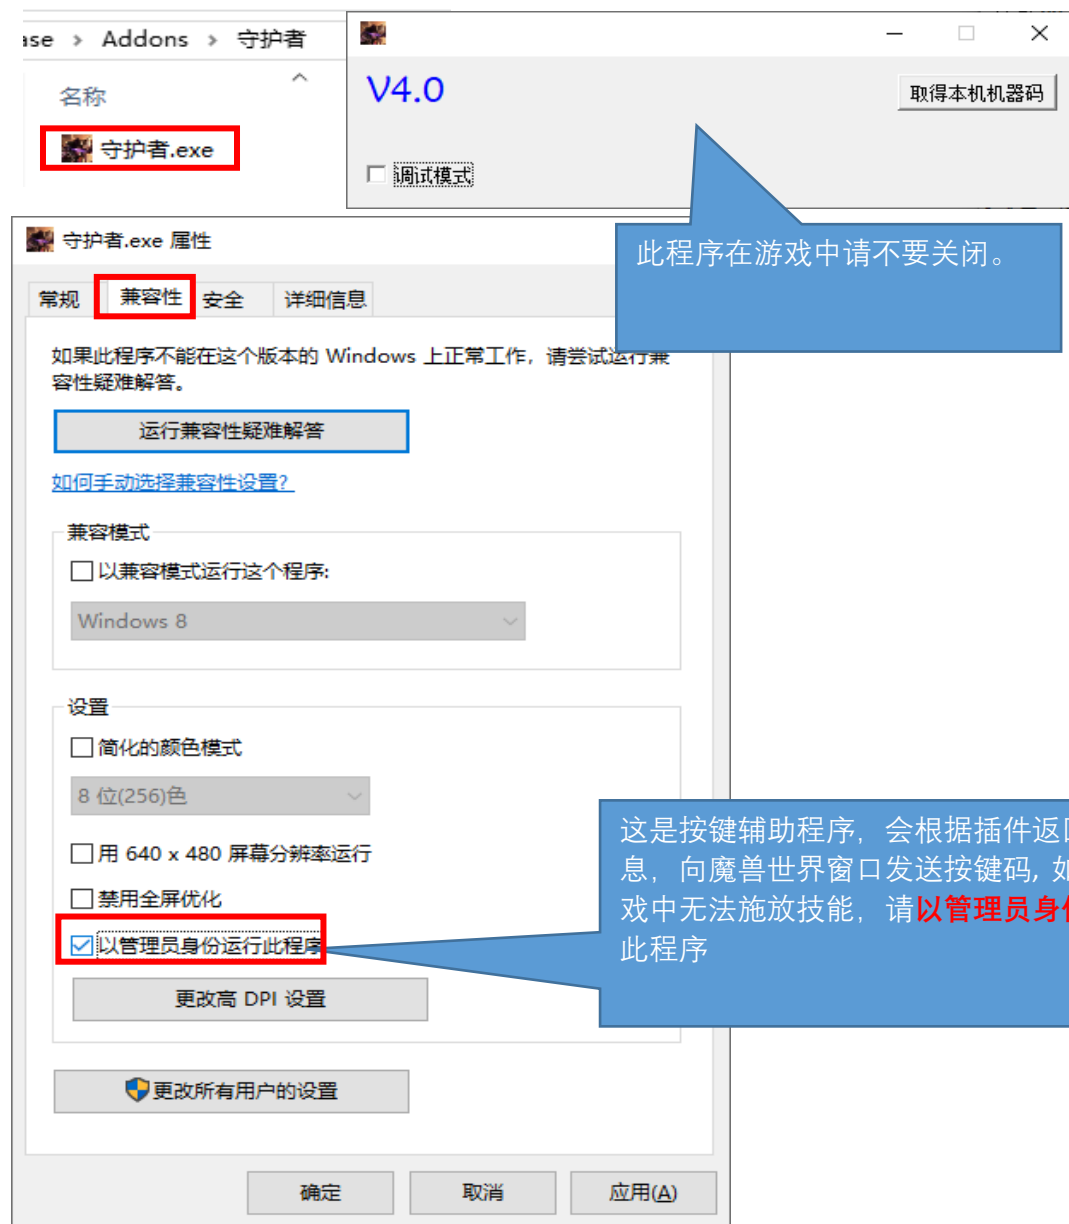 ase > Addons > 守护者
名称
守护者.exe
V4.0
取得本机机器码
调试模式
此程序在游戏中请不要关闭。
守护者.exe 属性
常规 兼容性 安全 详细信息
如果此程序不能在这个版本的 Windows 上正常工作，请尝试运行兼
容性疑难解答。
运行兼容性疑难解答
如何手动选择兼容性设置?
兼容模式
以兼容模式运行这个程序:
Windows 8
设置
简化的颜色模式
8 位(256)色
用 640 x 480 屏幕分辨率运行
禁用全屏优化
以管理员身份运行此程序
更改高 DPI 设置
这是按键辅助程序，会根据插件返
息，向魔兽世界窗口发送按键码,
戏中无法施放技能，请以管理员身
此程序
更改所有用户的设置
确定 取消 应用(A)